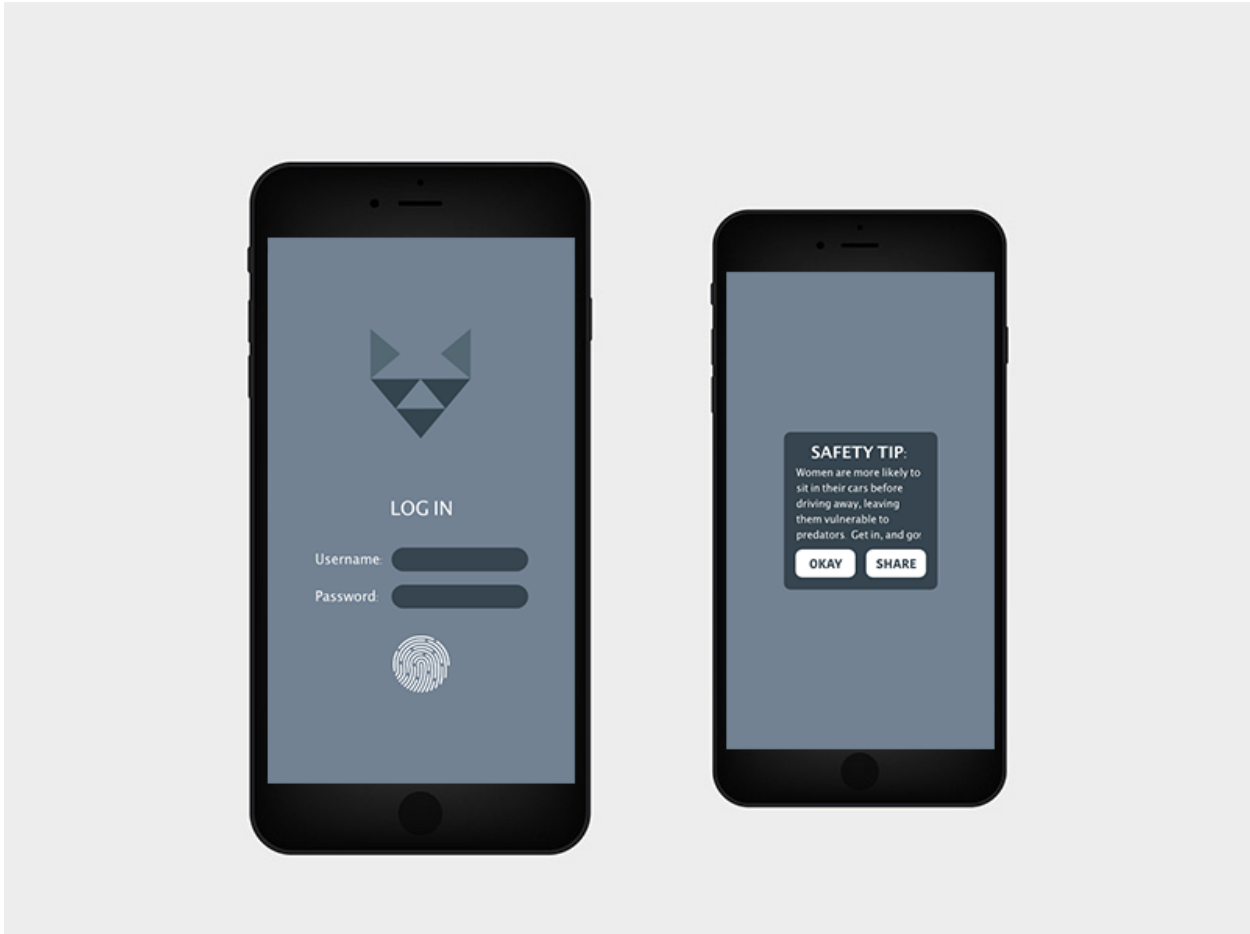 LOG IN
Username:
Password:
SAFETY TIP:
Women are more likely to
sit in their cars before
driving away, leaving
them vulnerable to
predators. Get in, and go!
OKAY
SHARE